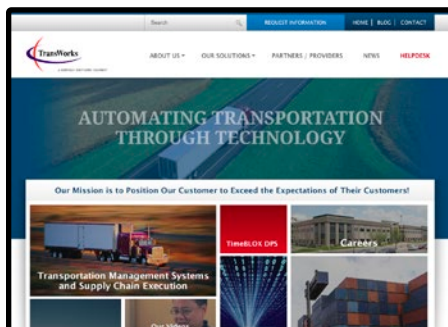 Search
REQUEST INFORMATION
HOME | BLOG | CONTACT
TransWorks
ABOUT US
OUR SOLUTIONS
PARTNERS / PROVIDERS
NEWS
HELPDESK
AUTOMATING TRANSPORTATION
THROUGH TECHNOLOGY
Our Mission is to Position Our Customer to Exceed the Expectations of Their Customers!
TimeBLOX DPS
Careers
Transportation Management Systems
and Supply Chain Execution
Our Videos